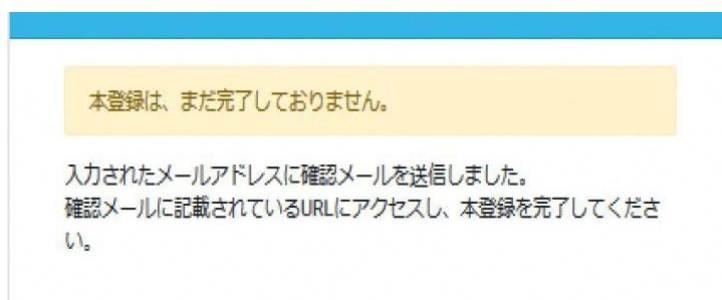 本登録は、まだ完了しておりません。
入力されたメールアドレスに確認メールを送信しました。
確認メールに記載されているURLにアクセスし、本登録を完了してくださ
い。